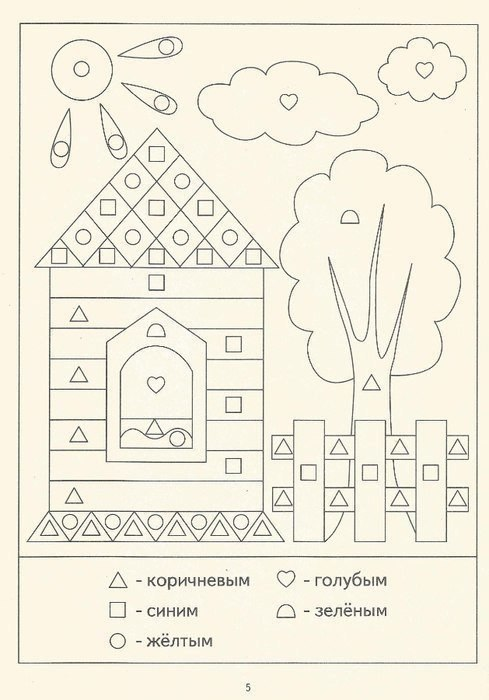 - коричневым
- голубым
- синим
- зелёным
- жёлтым
5